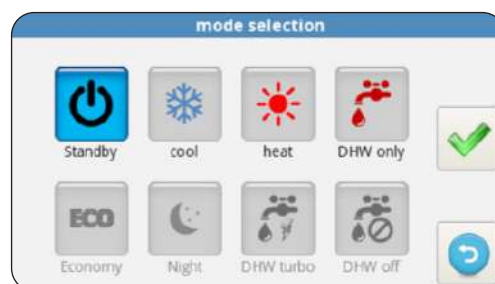 mode selection
Standby cool heat DHW only
ECO
Economy Night DHW turbo DHW off